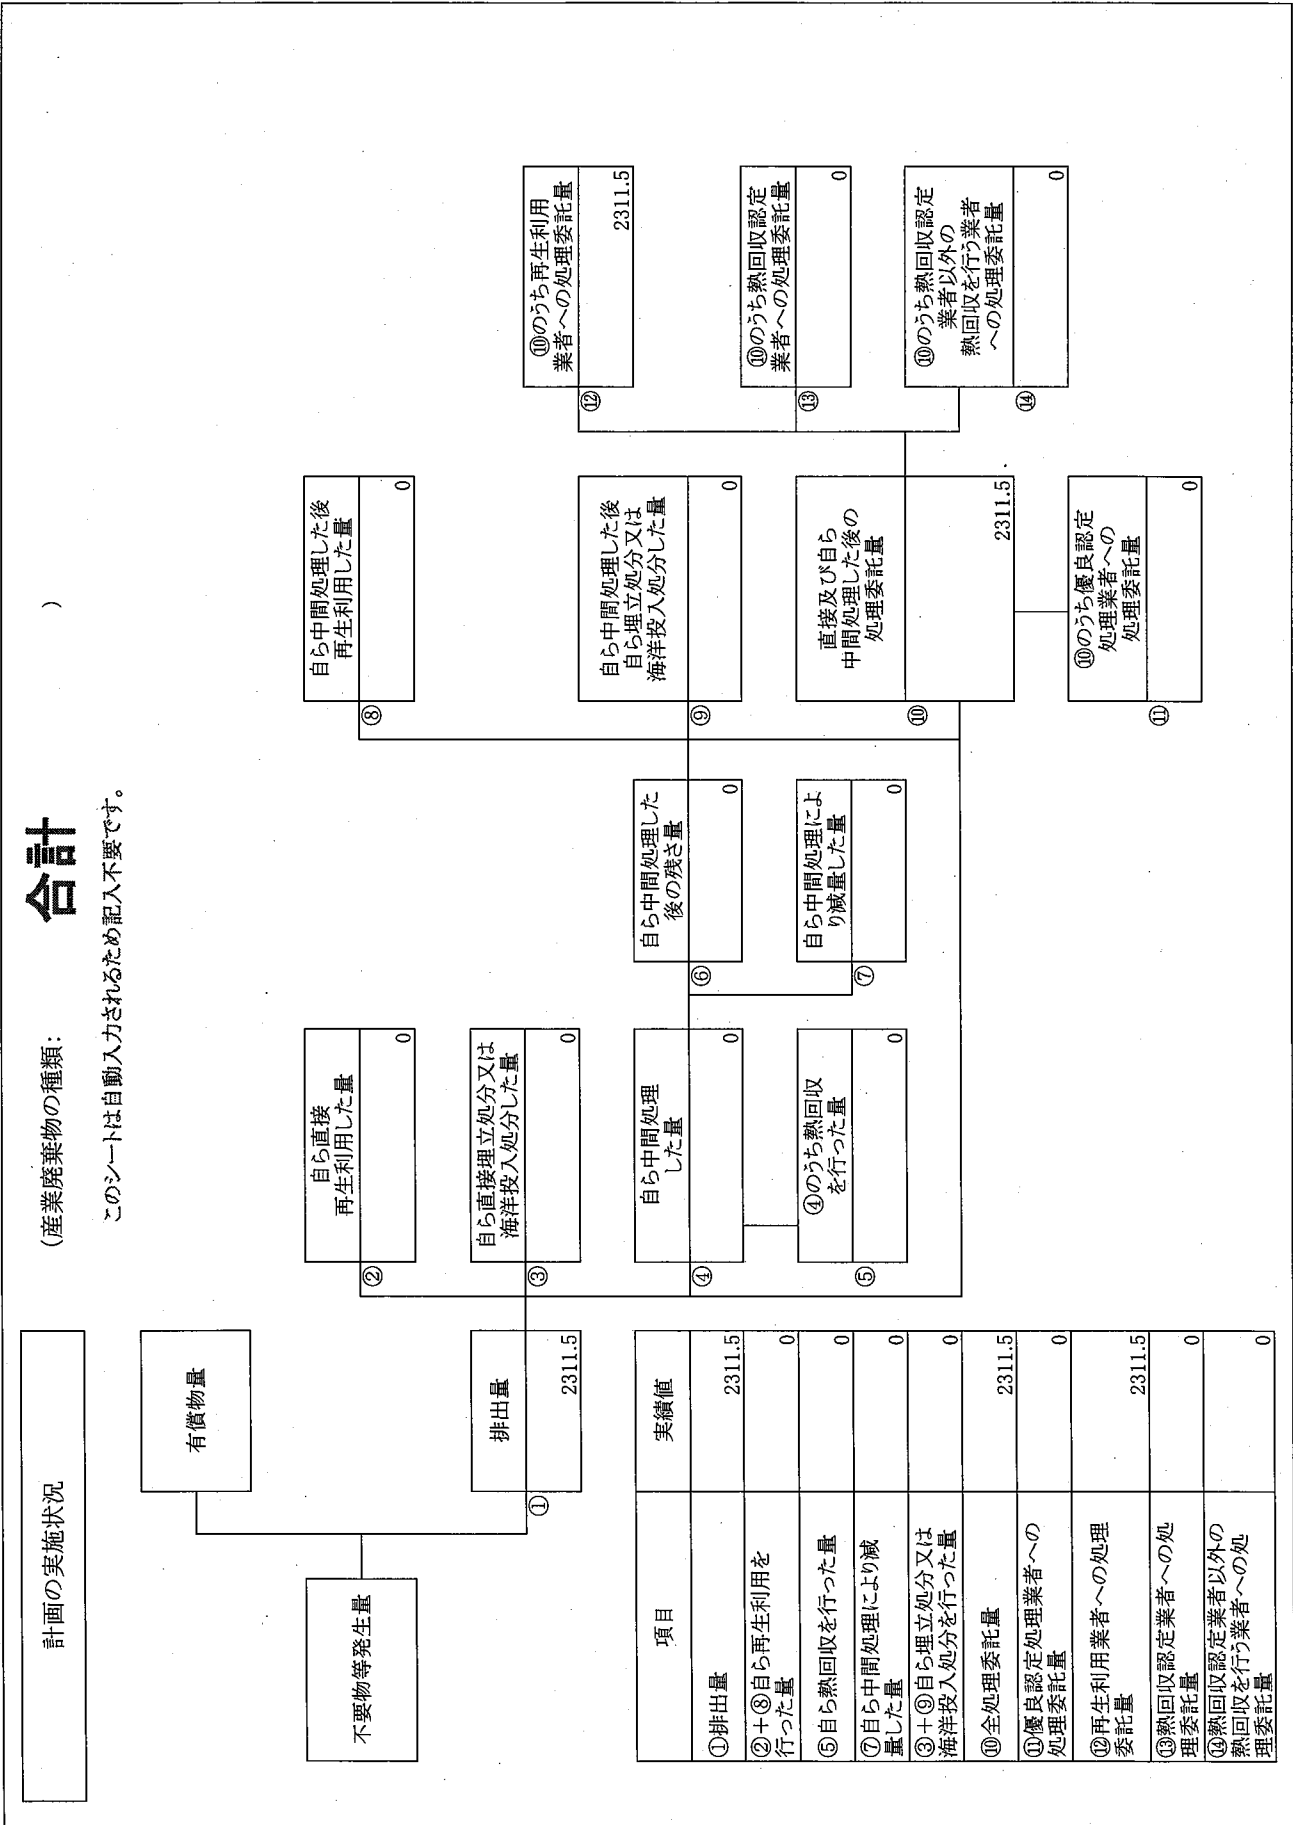 計画の実施状況
(産業廃棄物の種類:
合計
)
このシートは自動入力されるため記入不要です。
有償物量
不要物等発生量
排出量
①
2311.5
自ら直接
再生利用した量
②
0
自ら直接埋立処分又は
海洋投入処分した量
③
0
自ら中間処理
した量
④
0
④のうち熱回収
を行った量
⑤
0
自ら中間処理した
後の残さ量
⑥
0
自ら中間処理によ
り減量した量
⑦
0
自ら中間処理した後
再生利用した量
⑧
0
自ら中間処理した後
自ら埋立処分又は
海洋投入処分した量
⑨
0
直接及び自ら
中間処理した後の
処理委託量
⑩
2311.5
⑩のうち優良認定
処理業者への
処理委託量
⑪
0
⑩のうち再生利用
業者への処理委託量
⑫
2311.5
⑩のうち熱回収認定
業者への処理委託量
⑬
0
⑩のうち熱回収認定
業者以外の
熱回収を行う業者
への処理委託量
⑭
0
項目
実績値
①排出量
2311.5
②+⑧自ら再生利用を
行った量
0
⑤自ら熱回収を行った量
0
⑦自ら中間処理により減
量した量
0
③+⑨自ら埋立処分又は
海洋投入処分を行った量
0
⑩全処理委託量
2311.5
⑪優良認定処理業者への
処理委託量
0
⑫再生利用業者への処理
委託量
2311.5
⑬熱回収認定業者への処
理委託量
0
⑭熱回収認定業者以外の
熱回収を行う業者への処
理委託量
0